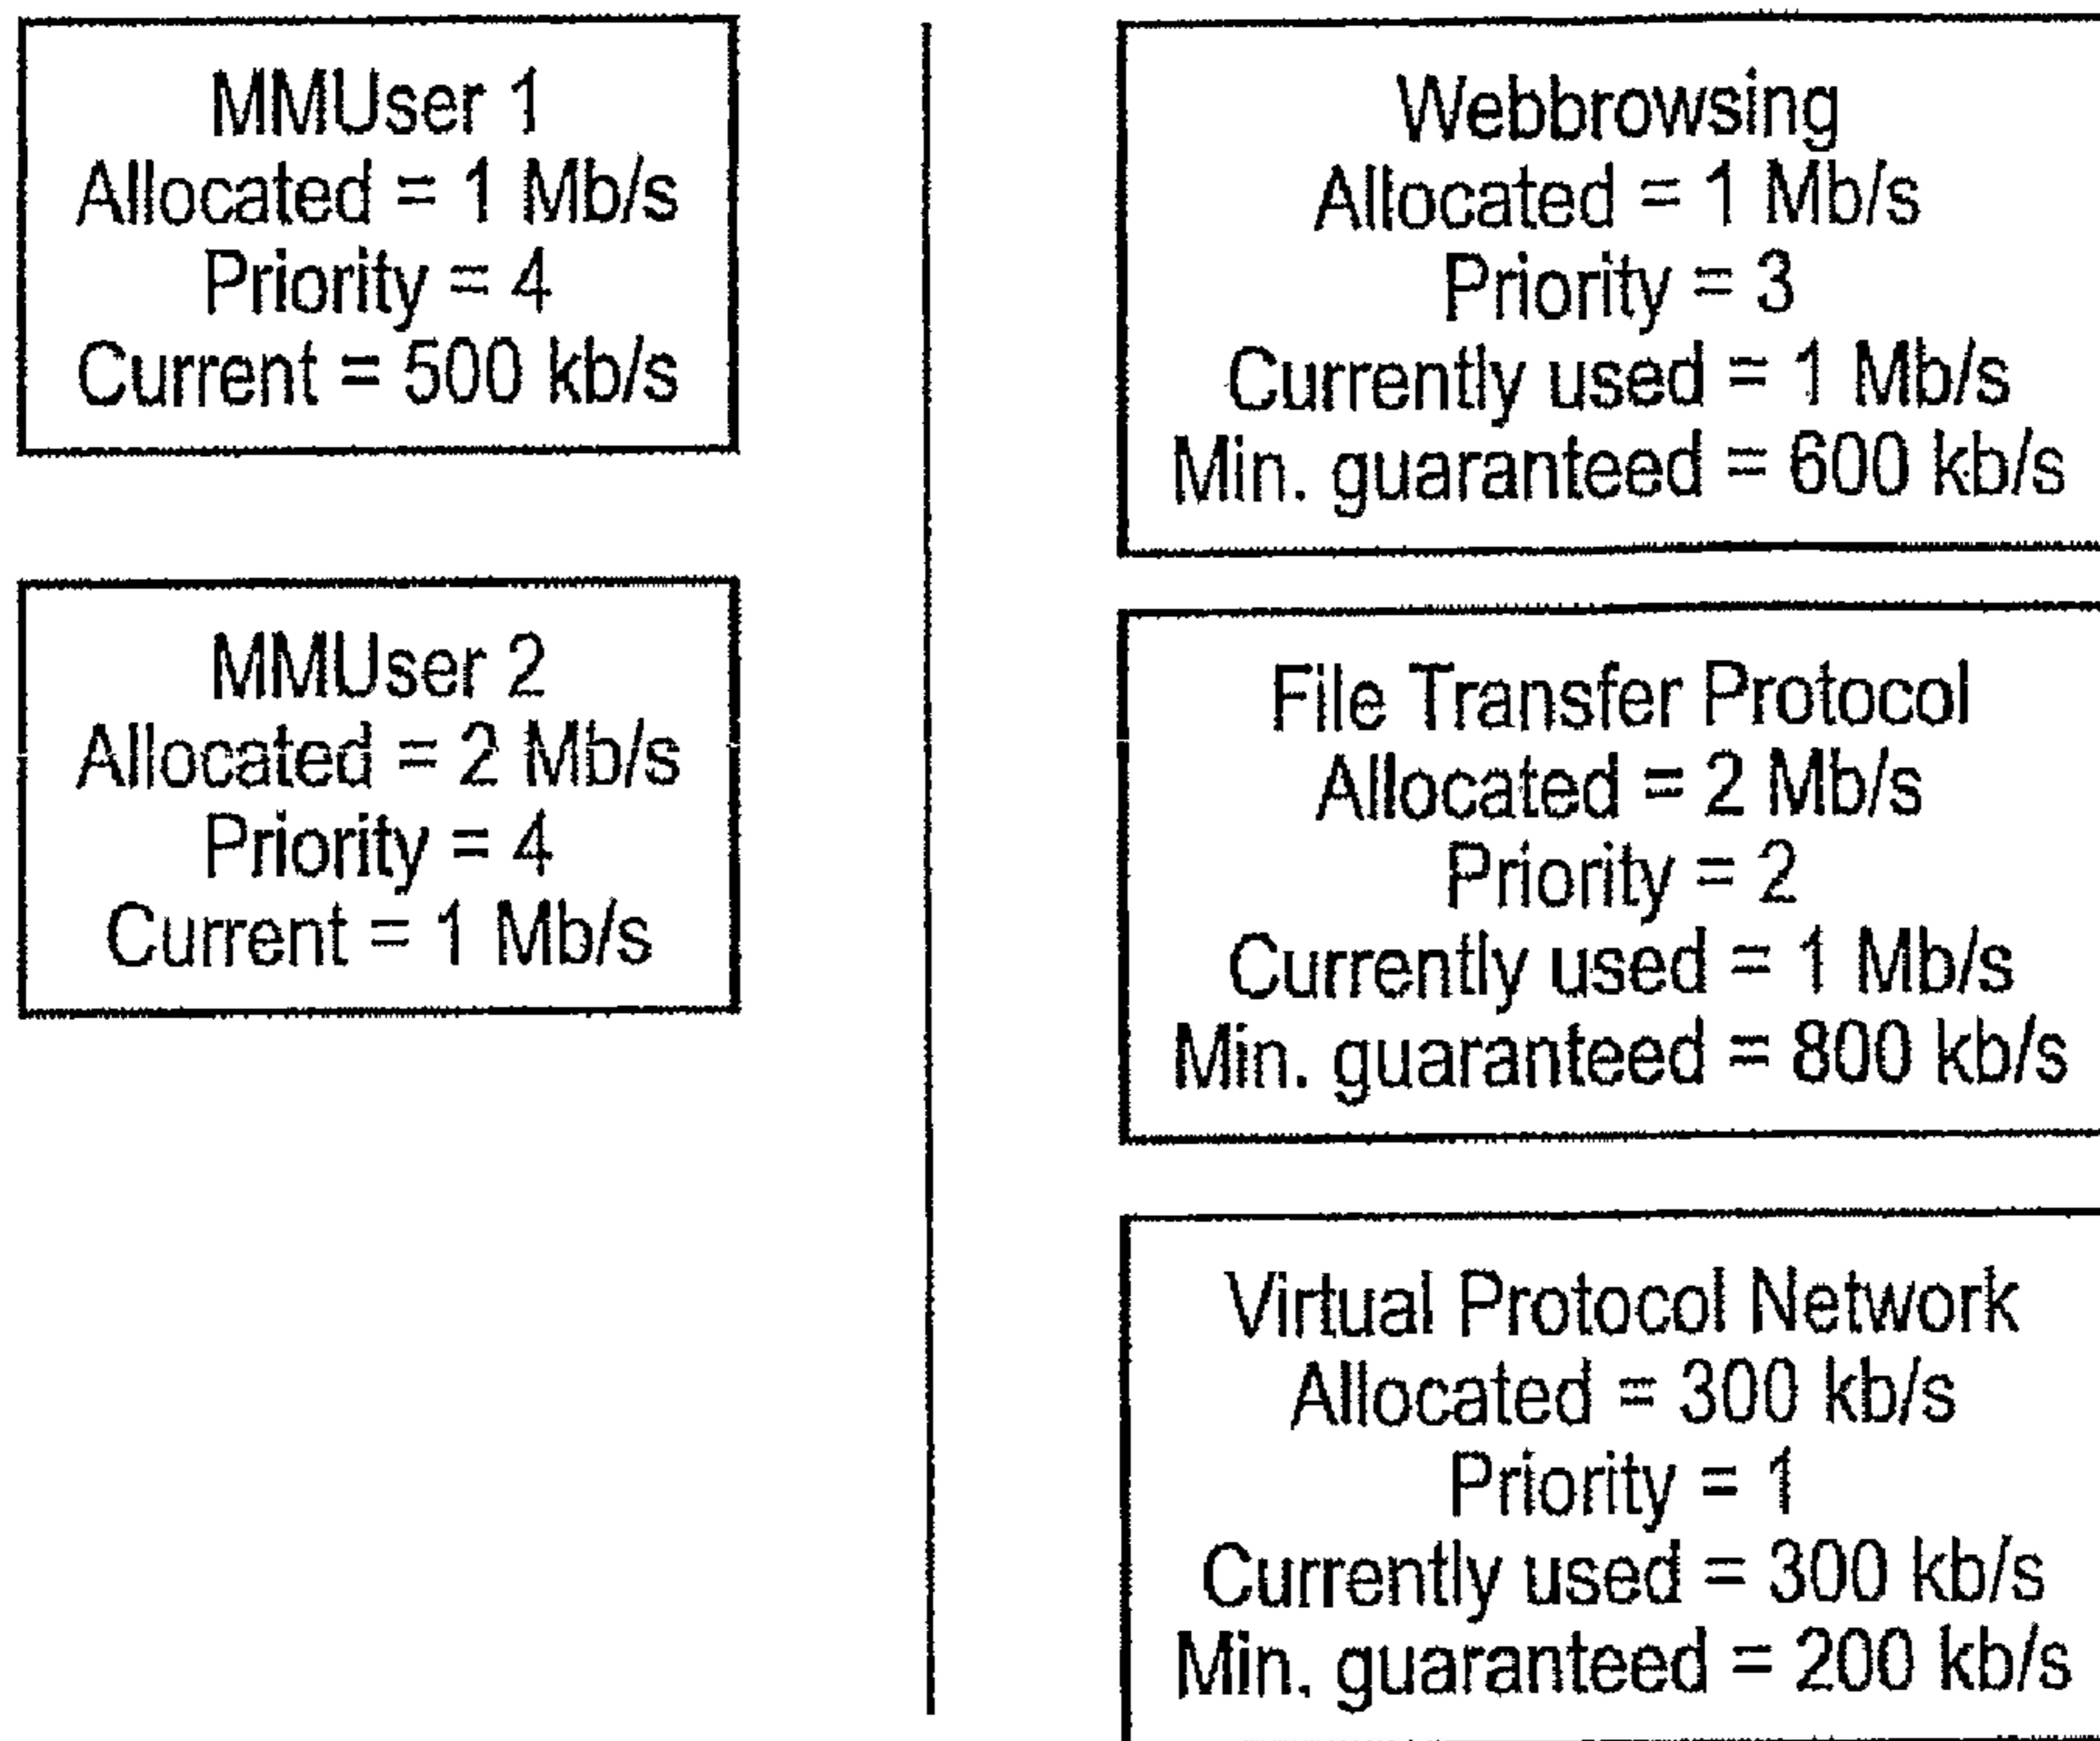 MMUser 1
Allocated = 1 Mb/s
Priority = 4
Current = 500 kb/s
MMUser 2
Allocated = 2 Mb/s
Priority = 4
Current = 1 Mb/s
Webbrowsing
Allocated = 1 Mb/s
Priority = 3
Currently used = 1 Mb/s
Min. guaranteed = 600 kb/s
File Transfer Protocol
Allocated = 2 Mb/s
Priority = 2
Currently used = 1 Mb/s
Min. guaranteed = 800 kb/s
Virtual Protocol Network
Allocated = 300 kb/s
Priority = 1
Currently used = 300 kb/s
Min. guaranteed = 200 kb/s